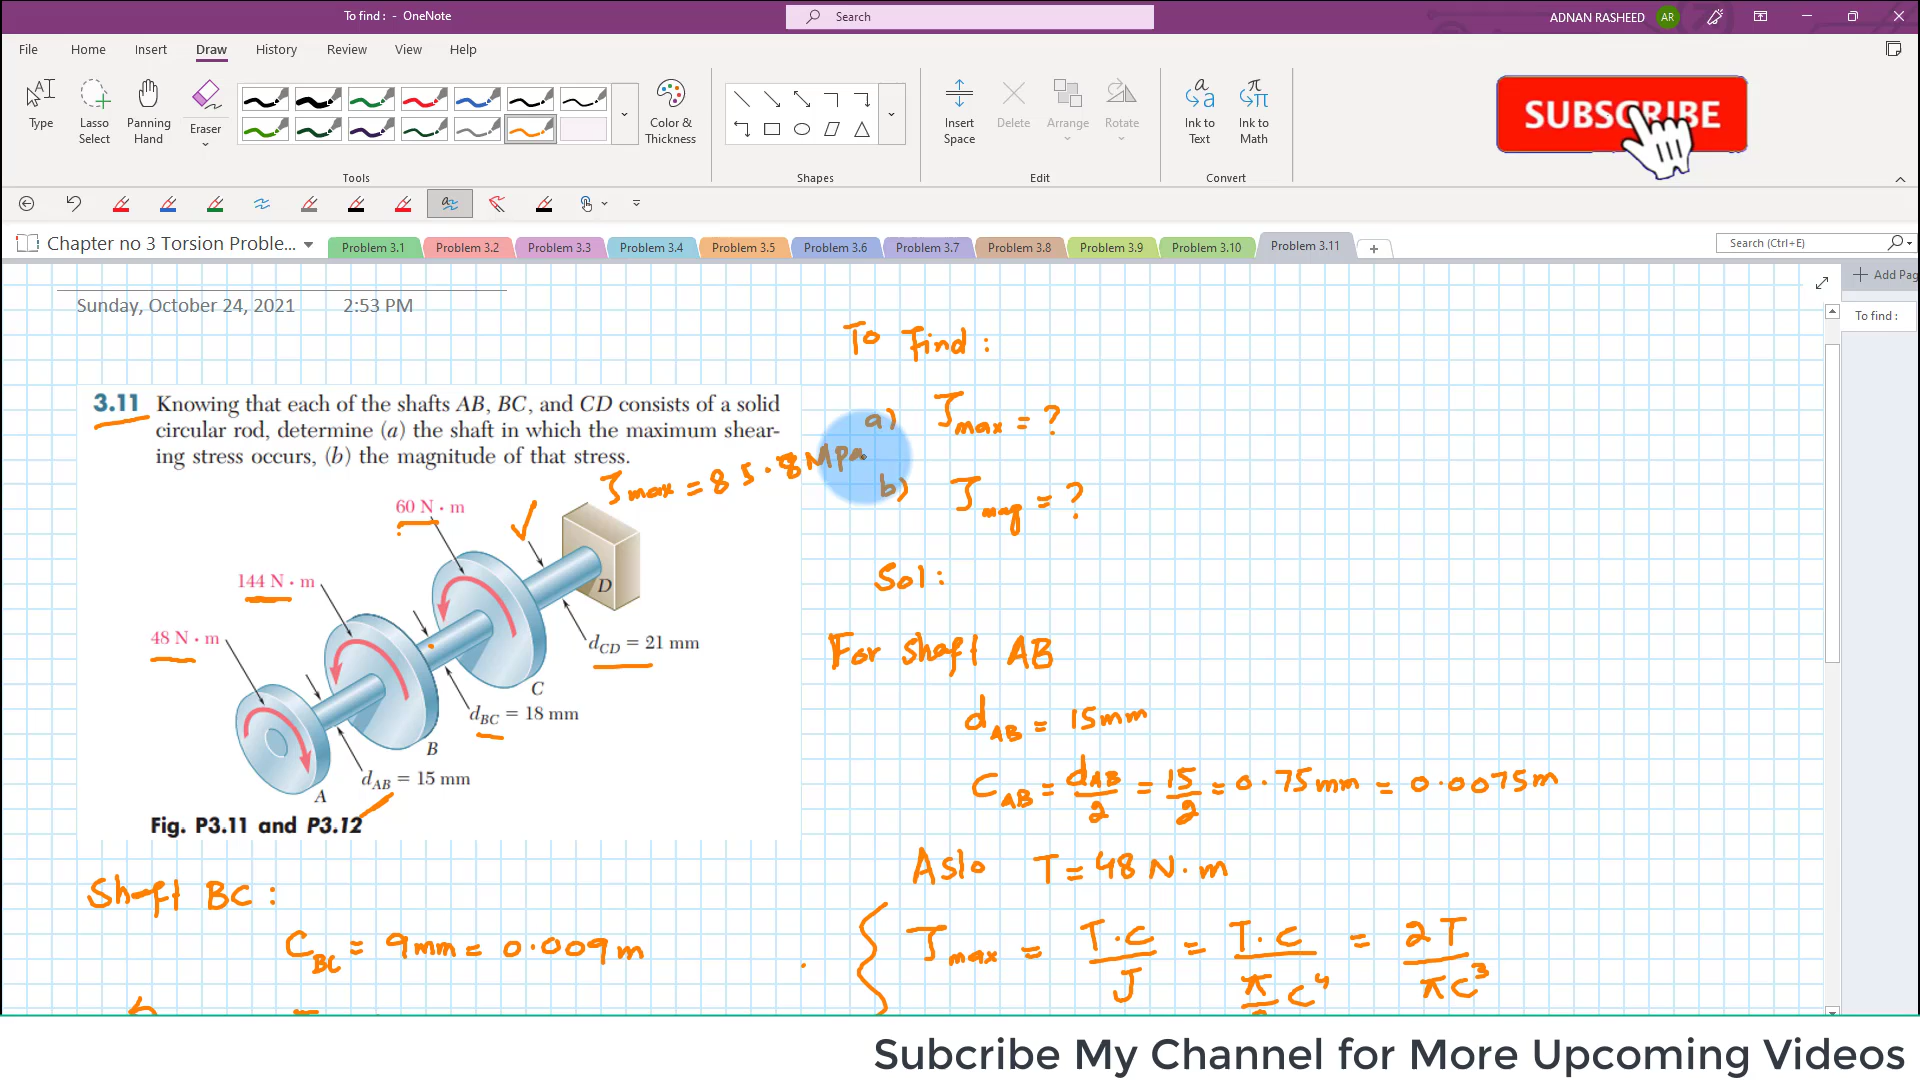 To find : - OneNote
Search
ADNAN RASHEED
AR
File
Home
Insert
Draw
History
Review
View
Help
Type
Lasso Select
Panning Hand
Eraser
Color & Thickness
Insert Space
Delete
Arrange
Rotate
Ink to Text
Ink to Math
Tools
Shapes
Edit
Convert
SUBSCRIBE
Chapter no 3 Torsion Proble...
Problem 3.1
Problem 3.2
Problem 3.3
Problem 3.4
Problem 3.5
Problem 3.6
Problem 3.7
Problem 3.8
Problem 3.9
Problem 3.10
Problem 3.11
Search (Ctrl+E)
Add Pag
To find :
Sunday, October 24, 2021 2:53 PM
3.11 Knowing that each of the shafts AB, BC, and CD consists of a solid
circular rod, determine (a) the shaft in which the maximum shear-
ing stress occurs, (b) the magnitude of that stress.
τmax = 85.8 MPa
60 N · m
144 N · m
48 N · m
D
dCD = 21 mm
C
dBC = 18 mm
B
dAB = 15 mm
A
Fig. P3.11 and P3.12
Shaft BC :
CBC = 9mm = 0.009m
To Find :
a) τmax = ?
b) τmag = ?
Sol :
For shaft AB
dAB = 15mm
CAB = dAB/2 = 15/2 = 0.75mm = 0.0075m
Aslo T = 48 N.m
τmax = T.C/J = T.C/(π/2 C⁴) = 2T/πC³
Subcribe My Channel for More Upcoming Videos